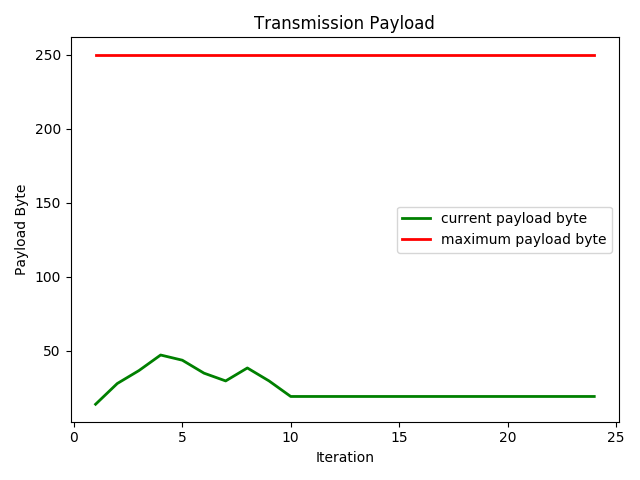 Transmission Payload
250
200
150
100
50
Payload Byte
current payload byte
maximum payload byte
0
5
10
15
20
25
Iteration